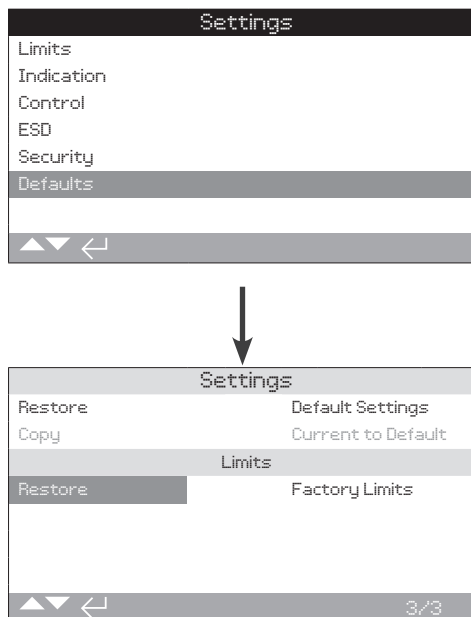 Settings
Limits
Indication
Control
ESD
Security
Defaults
Settings
Restore Default Settings
Copy Current to Default
Limits
Restore Factory Limits
3/3